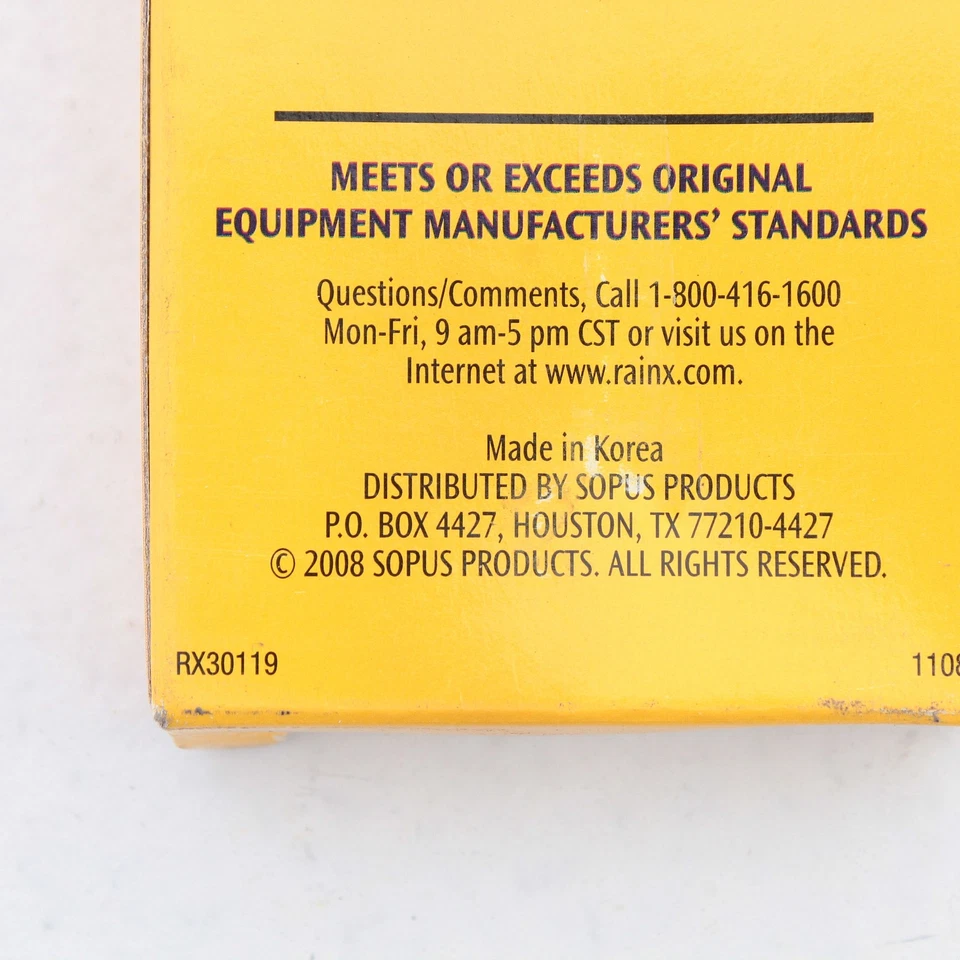 MEETS OR EXCEEDS ORIGINAL
EQUIPMENT MANUFACTURERS’ STANDARDS
Questions/Comments, Call 1-800-416-1600
Mon-Fri, 9 am-5 pm CST or visit us on the
Internet at www.rainx.com.
Made in Korea
DISTRIBUTED BY SOPUS PRODUCTS
P.O. BOX 4427, HOUSTON, TX 77210-4427
© 2008 SOPUS PRODUCTS. ALL RIGHTS RESERVED.
RX30119 1108